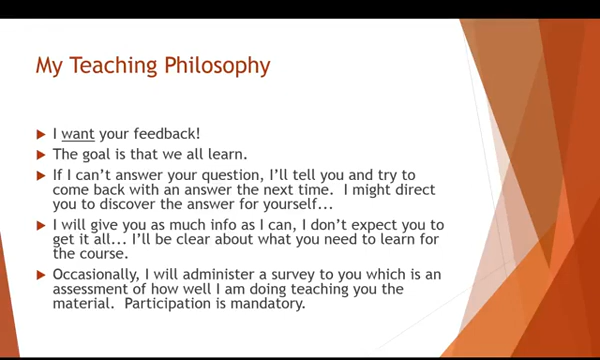 My Teaching Philosophy
I want your feedback!
The goal is that we all learn.
If I can't answer your question, I'll tell you and try to
come back with an answer the next time. I might direct
you to discover the answer for yourself...
I will give you as much info as I can, I don't expect you to
get it all... I'll be clear about what you need to learn for
the course.
Occasionally, I will administer a survey to you which is an
assessment of how well I am doing teaching you the
material. Participation is mandatory.